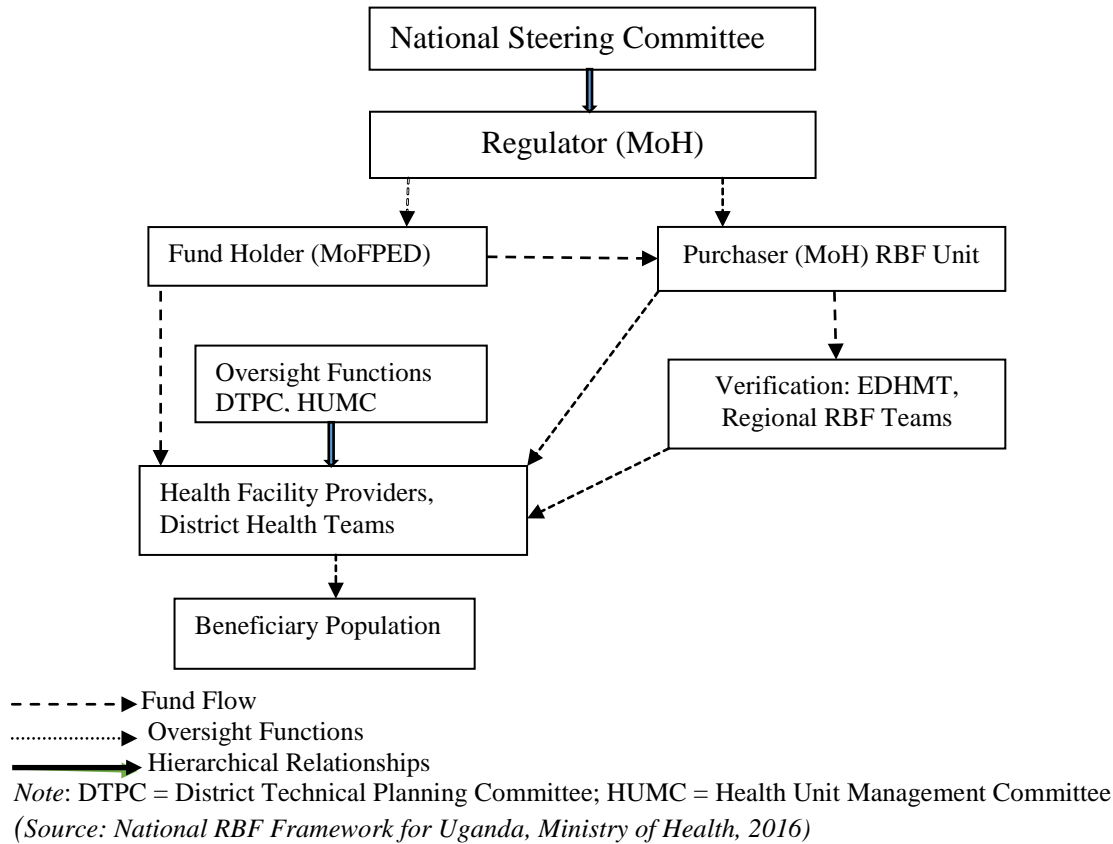 National Steering Committee
Regulator (MoH)
Fund Holder (MoFPED)
Purchaser (MoH) RBF Unit
Oversight Functions
DTPC, HUMC
Verification: EDHMT,
Regional RBF Teams
Health Facility Providers,
District Health Teams
Beneficiary Population
Fund Flow
Oversight Functions
Hierarchical Relationships
Note: DTPC = District Technical Planning Committee; HUMC = Health Unit Management Committee
(Source: National RBF Framework for Uganda, Ministry of Health, 2016)